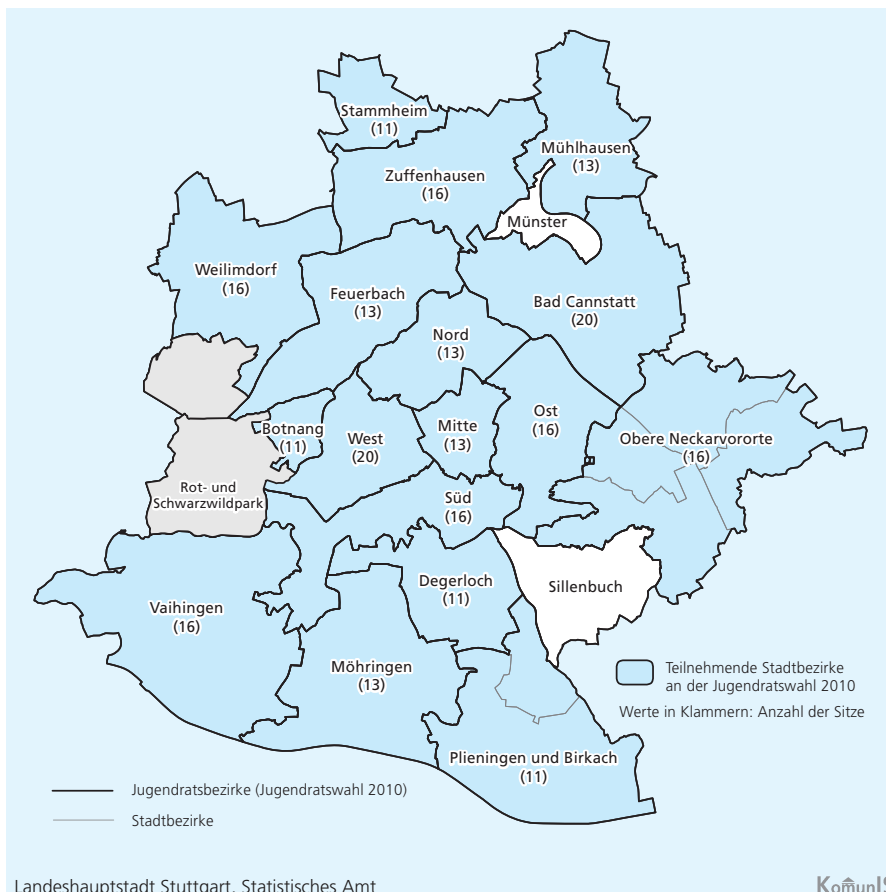 Stammheim
(11)
Mühlhausen
(13)
Zuffenhausen
(16)
Münster
Weilimdorf
(16)
Feuerbach
(13)
Bad Cannstatt
(20)
Nord
(13)
Botnang
(11)
West
(20)
Mitte
(13)
Ost
(16)
Obere Neckarvororte
(16)
Rot- und
Schwarzwildpark
Süd
(16)
Degerloch
(11)
Sillenbuch
Vaihingen
(16)
Möhringen
(13)
Plieningen und Birkach
(11)
Teilnehmende Stadtbezirke
an der Jugendratswahl 2010
Werte in Klammern: Anzahl der Sitze
Jugendratsbezirke (Jugendratswahl 2010)
Stadtbezirke
Landeshauptstadt Stuttgart, Statistisches Amt